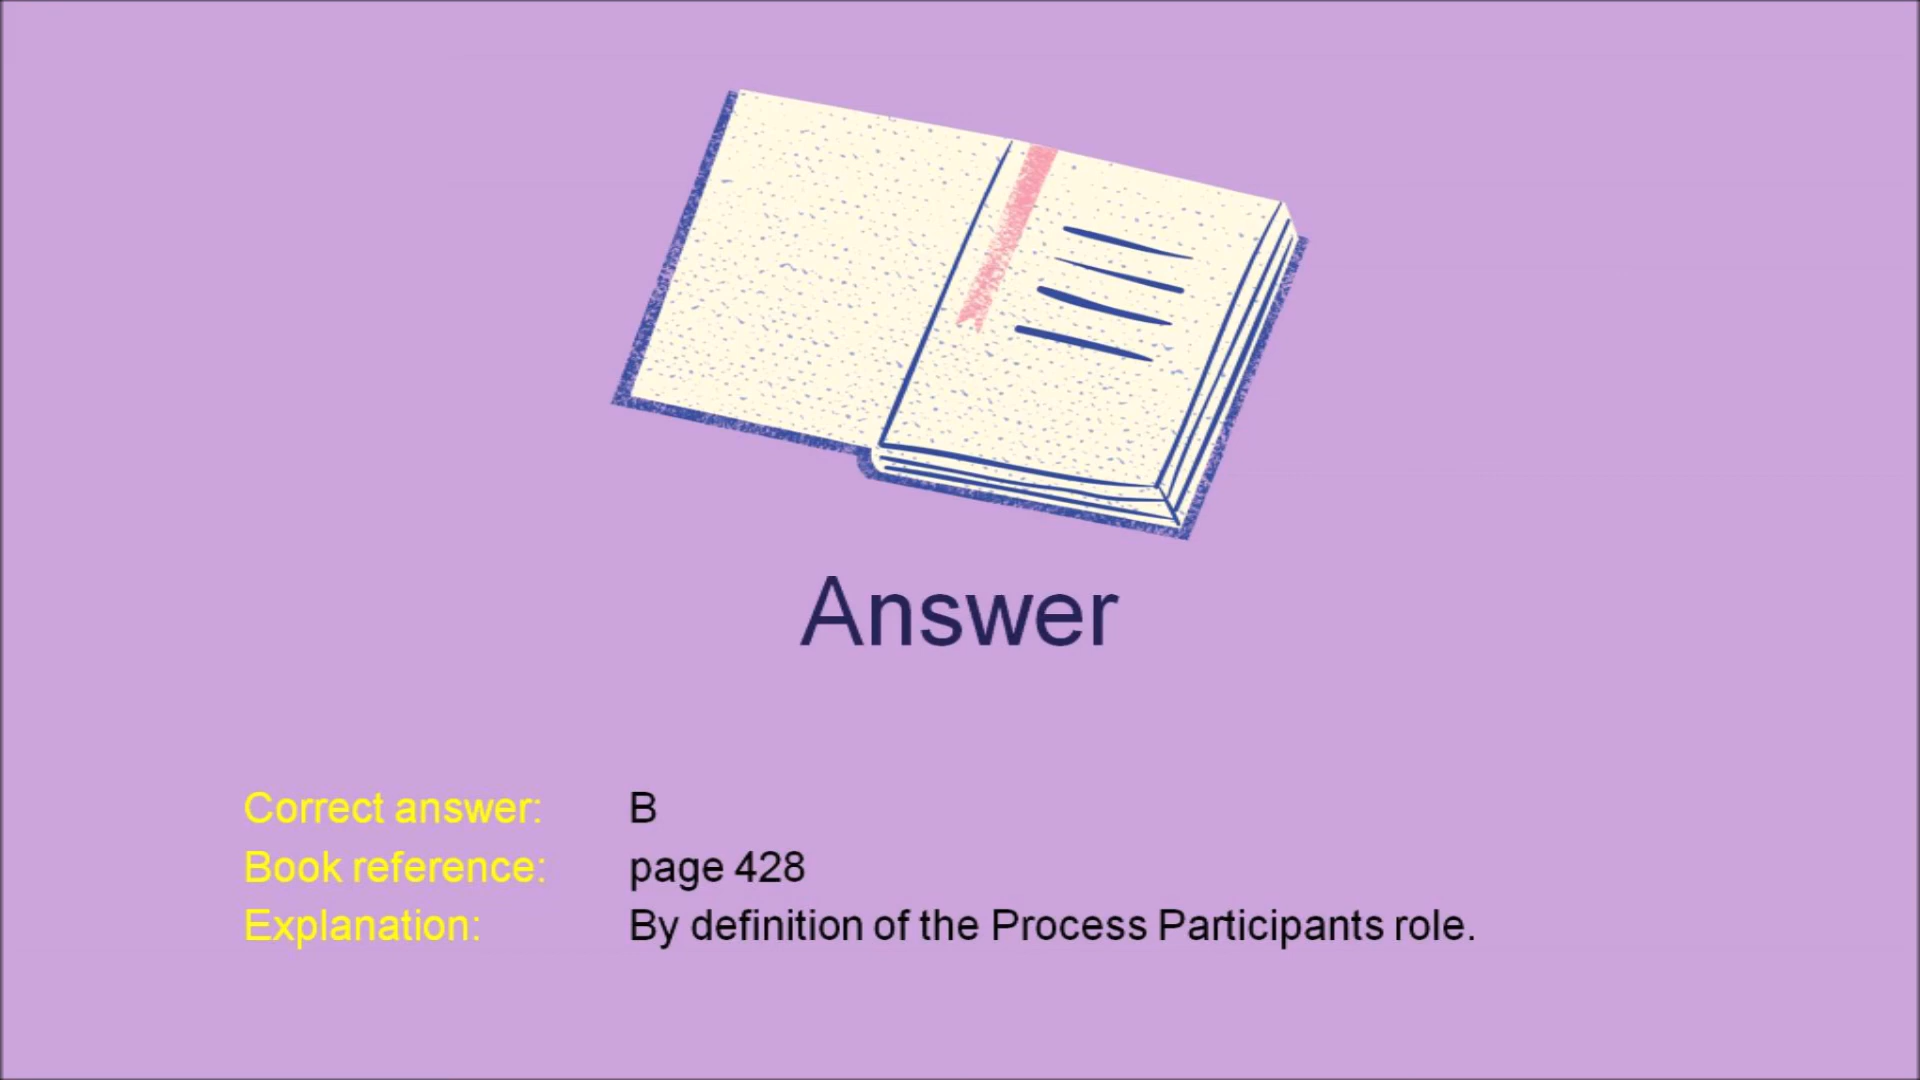 Answer
Correct answer: B
Book reference: page 428
Explanation: By definition of the Process Participants role.